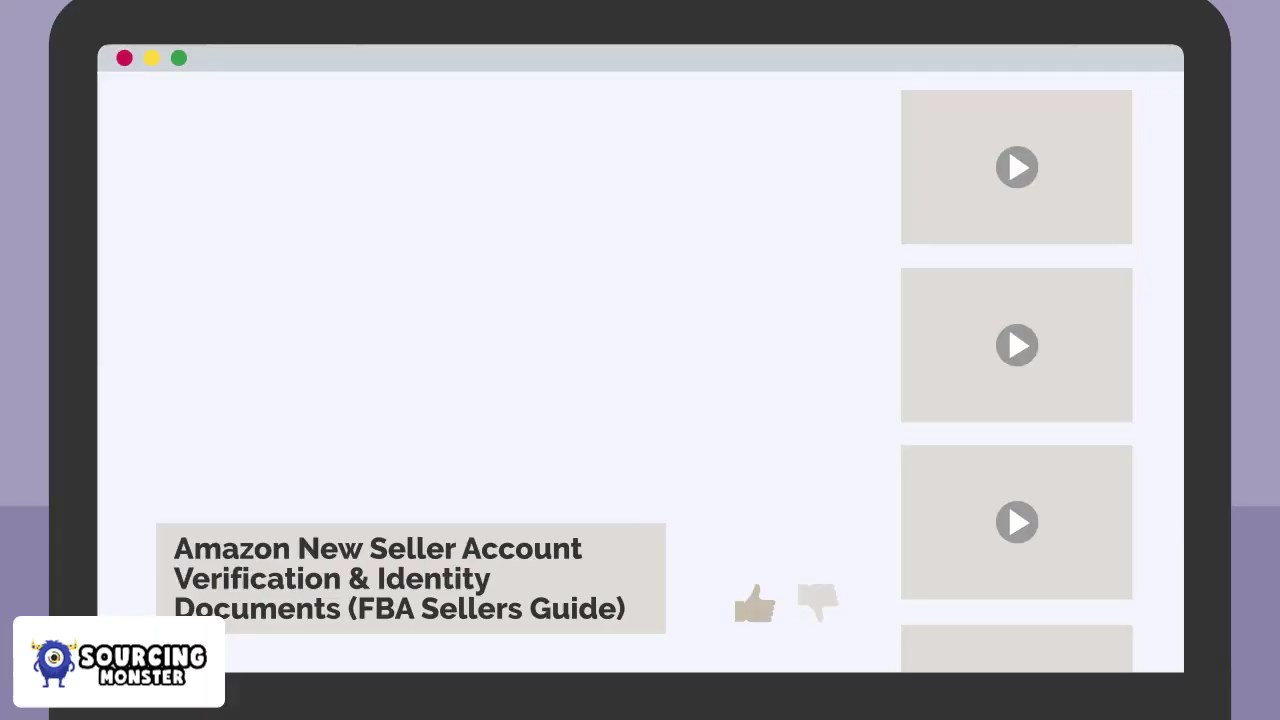 Amazon New Seller Account
Verification & Identity
Documents (FBA Sellers Guide)
SOURCING
MONSTER